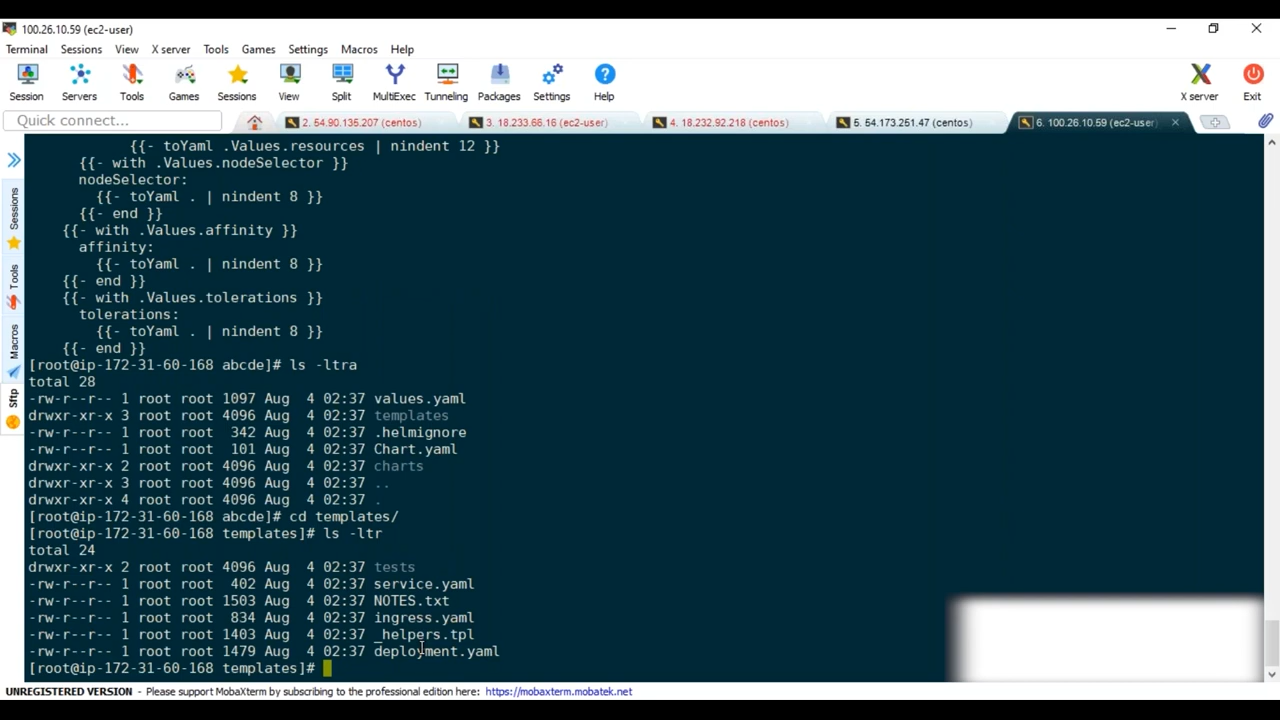 100.26.10.59 (ec2-user)
Terminal Sessions View X server Tools Games Settings Macros Help
Session Servers Tools Games Sessions View Split MultiExec Tunneling Packages Settings Help X server Exit
Quick connect... 2. 54.90.135.207 (centos) 3. 18.233.66.16 (ec2-user) 4. 18.232.92.218 (centos) 5. 54.173.251.47 (centos) 6. 100.26.10.59 (ec2-user)
Sessions
Tools
Macros
Sftp
{{- toYaml .Values.resources | nindent 12 }}
{{- with .Values.nodeSelector }}
nodeSelector:
{{- toYaml . | nindent 8 }}
{{- end }}
{{- with .Values.affinity }}
affinity:
{{- toYaml . | nindent 8 }}
{{- end }}
{{- with .Values.tolerations }}
tolerations:
{{- toYaml . | nindent 8 }}
{{- end }}
[root@ip-172-31-60-168 abcde]# ls -ltra
total 28
-rw-r--r-- 1 root root 1097 Aug  4 02:37 values.yaml
drwxr-xr-x 3 root root 4096 Aug  4 02:37 templates
-rw-r--r-- 1 root root  342 Aug  4 02:37 .helmignore
-rw-r--r-- 1 root root  101 Aug  4 02:37 Chart.yaml
drwxr-xr-x 2 root root 4096 Aug  4 02:37 charts
drwxr-xr-x 3 root root 4096 Aug  4 02:37 ..
drwxr-xr-x 4 root root 4096 Aug  4 02:37 .
[root@ip-172-31-60-168 abcde]# cd templates/
[root@ip-172-31-60-168 templates]# ls -ltr
total 24
drwxr-xr-x 2 root root 4096 Aug  4 02:37 tests
-rw-r--r-- 1 root root  402 Aug  4 02:37 service.yaml
-rw-r--r-- 1 root root 1503 Aug  4 02:37 NOTES.txt
-rw-r--r-- 1 root root  834 Aug  4 02:37 ingress.yaml
-rw-r--r-- 1 root root 1403 Aug  4 02:37 _helpers.tpl
-rw-r--r-- 1 root root 1479 Aug  4 02:37 deployment.yaml
[root@ip-172-31-60-168 templates]#
UNREGISTERED VERSION - Please support MobaXterm by subscribing to the professional edition here: https://mobaxterm.mobatek.net